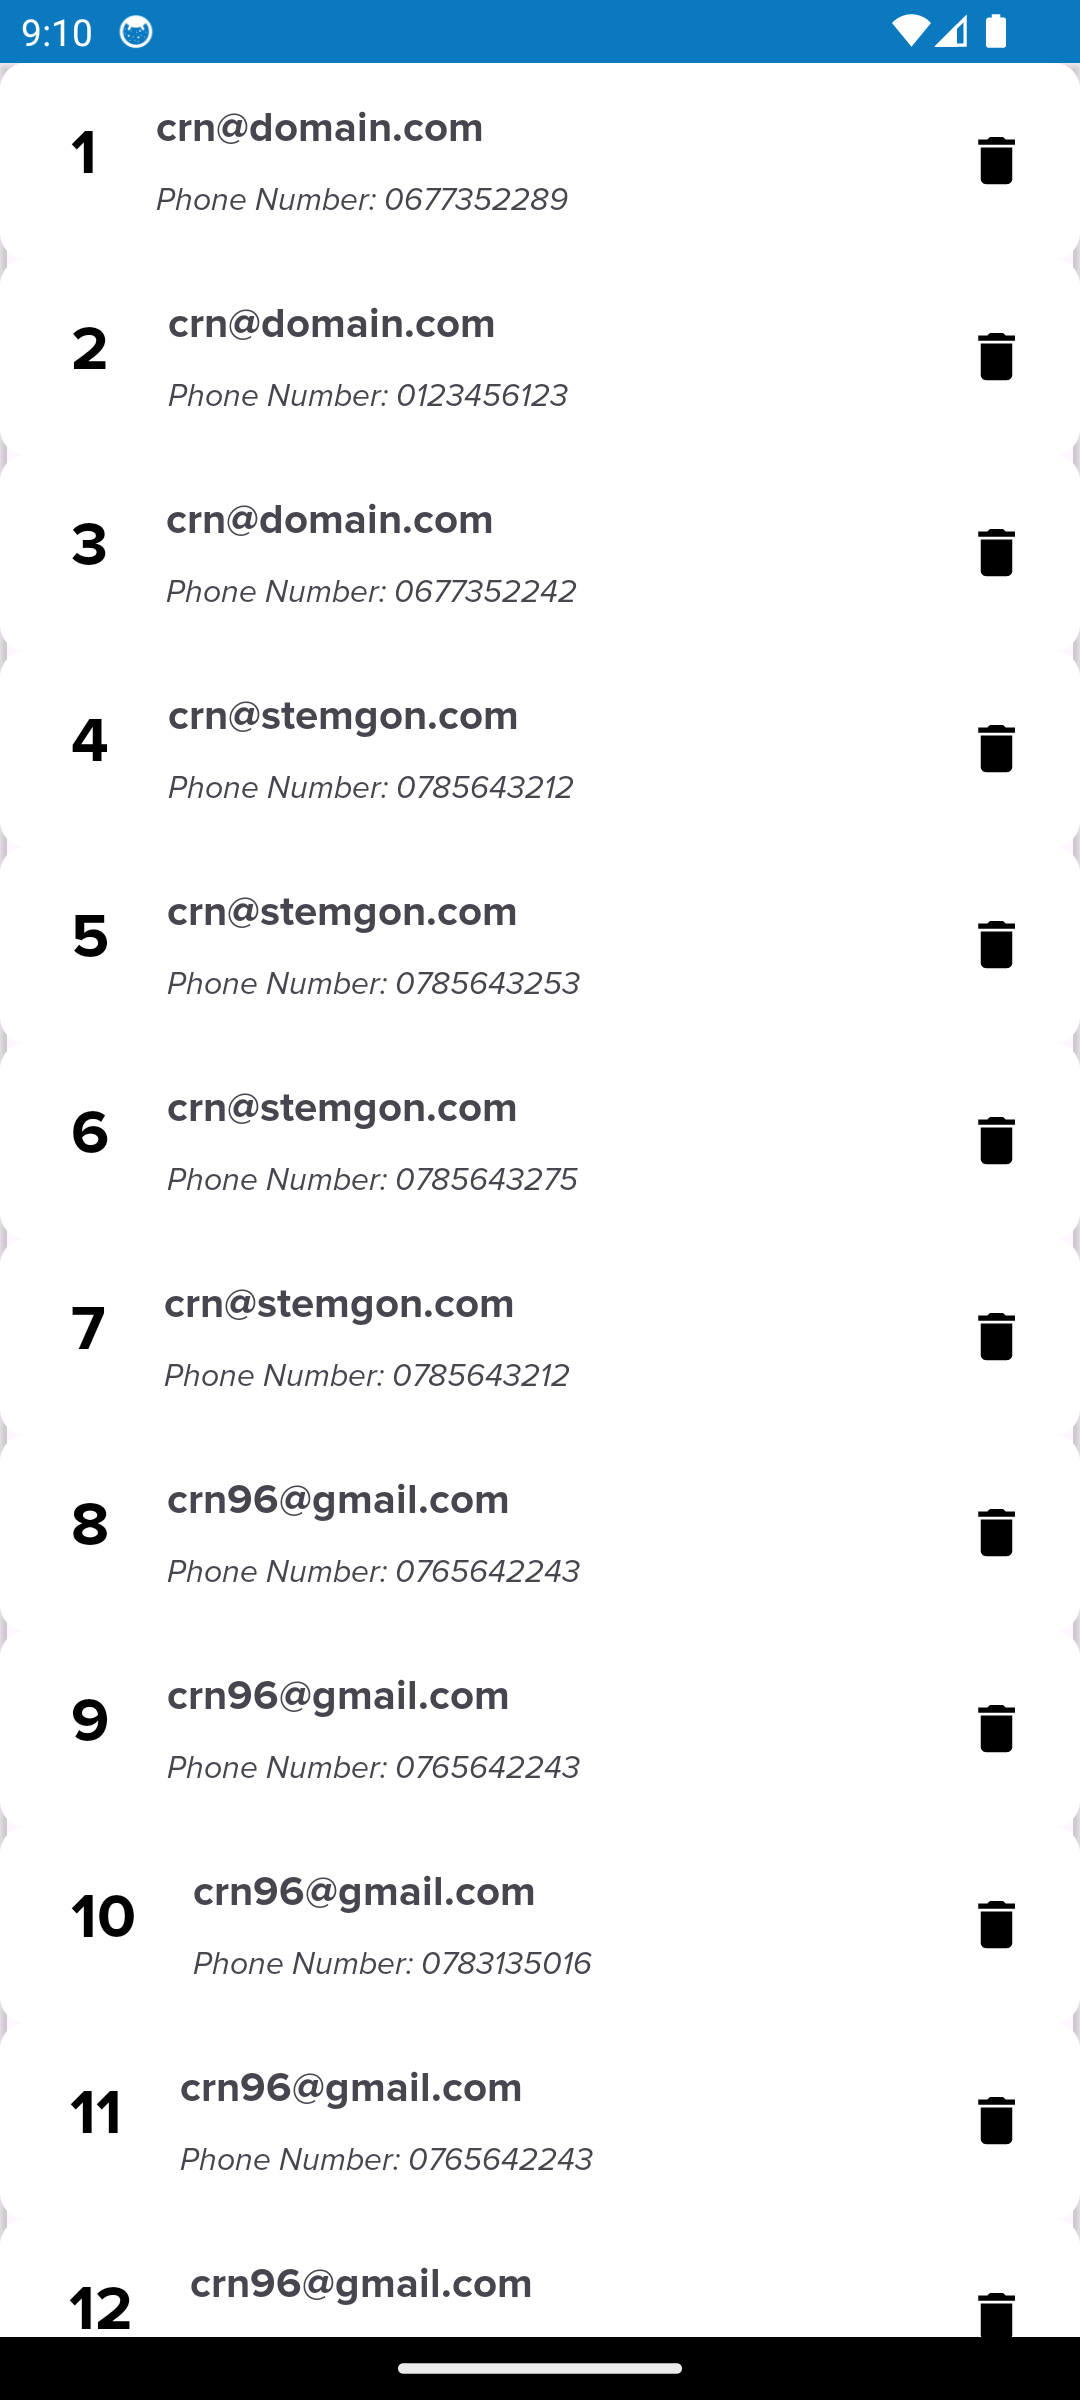 9:10
1
crn@domain.com
Phone Number: 0677352289
2
crn@domain.com
Phone Number: 0123456123
3
crn@domain.com
Phone Number: 0677352242
4
crn@stemgon.com
Phone Number: 0785643212
5
crn@stemgon.com
Phone Number: 0785643253
6
crn@stemgon.com
Phone Number: 0785643275
7
crn@stemgon.com
Phone Number: 0785643212
8
crn96@gmail.com
Phone Number: 0765642243
9
crn96@gmail.com
Phone Number: 0765642243
10
crn96@gmail.com
Phone Number: 0783135016
11
crn96@gmail.com
Phone Number: 0765642243
12
crn96@gmail.com